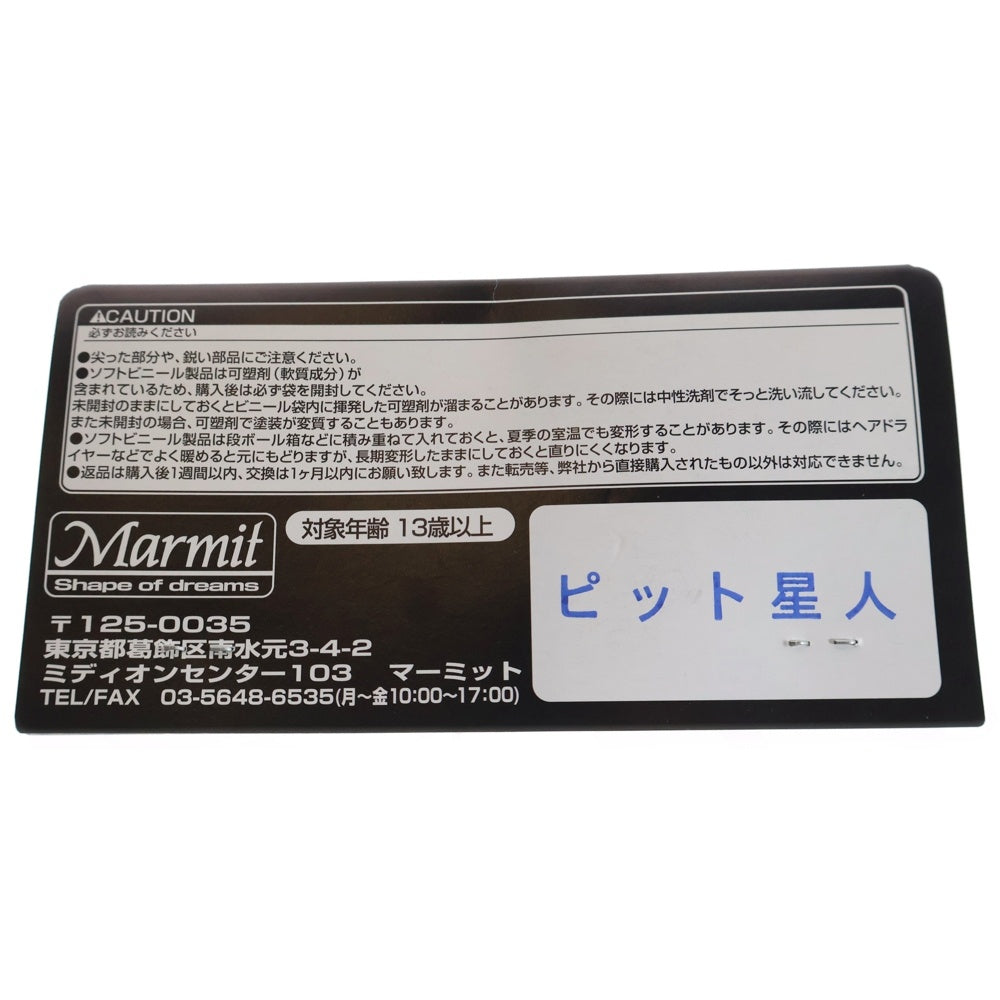 ⚠CAUTION
必ずお読みください
●尖った部分や、鋭い部品にご注意ください。
●ソフトビニール製品は可塑剤(軟質成分)が
含まれているため、購入後は必ず袋を開封してください。
未開封のままにしておくとビニール袋内に揮発した可塑剤が溜まることがあります。その際には中性洗剤でそっと洗い流してください。
また未開封の場合、可塑剤で塗装が変質することもあります。
●ソフトビニール製品は段ボール箱などに積み重ねて入れておくと、夏季の室温でも変形することがあります。その際にはヘアドラ
イヤーなどでよく暖めると元にもどりますが、長期変形したままにしておくと直りにくくなります。
●返品は購入後1週間以内、交換は1ヶ月以内にお願い致します。また転売等、弊社から直接購入されたもの以外は対応できません。
Marmit
Shape of dreams
対象年齢 13歳以上
ピット星人
〒125-0035
東京都葛飾区南水元3-4-2
ミディオンセンター103 マーミット
TEL/FAX 03-5648-6535(月～金10:00～17:00)